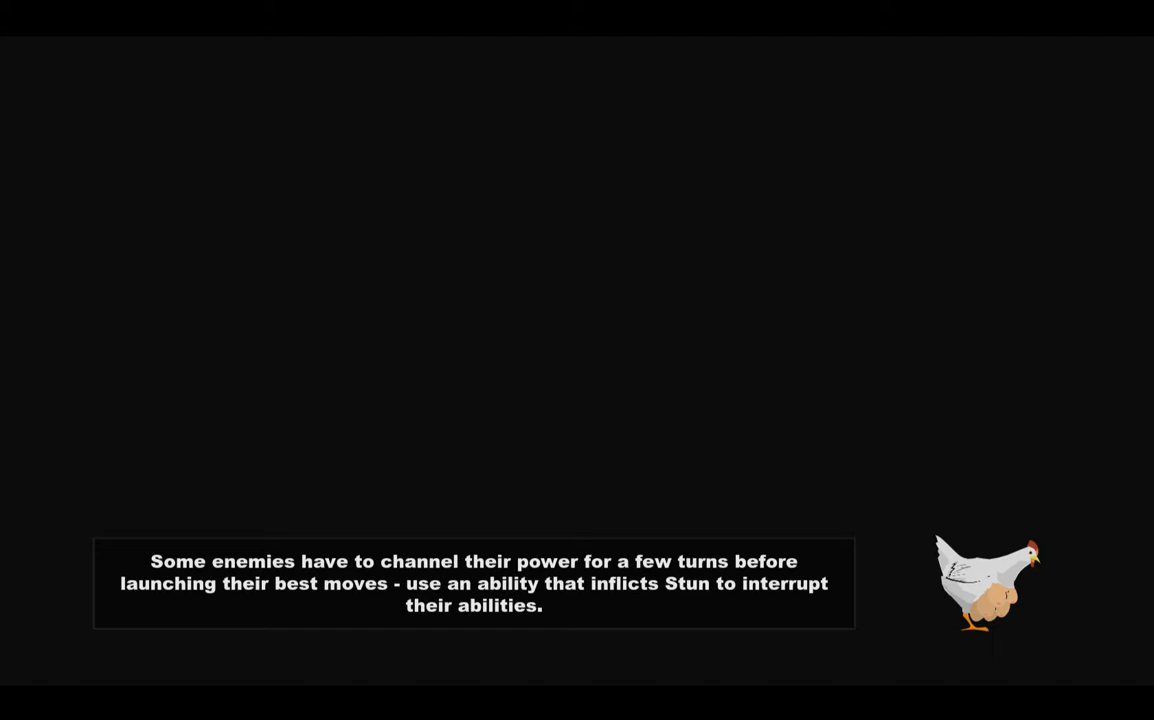 Some enemies have to channel their power for a few turns before
launching their best moves - use an ability that inflicts Stun to interrupt
their abilities.